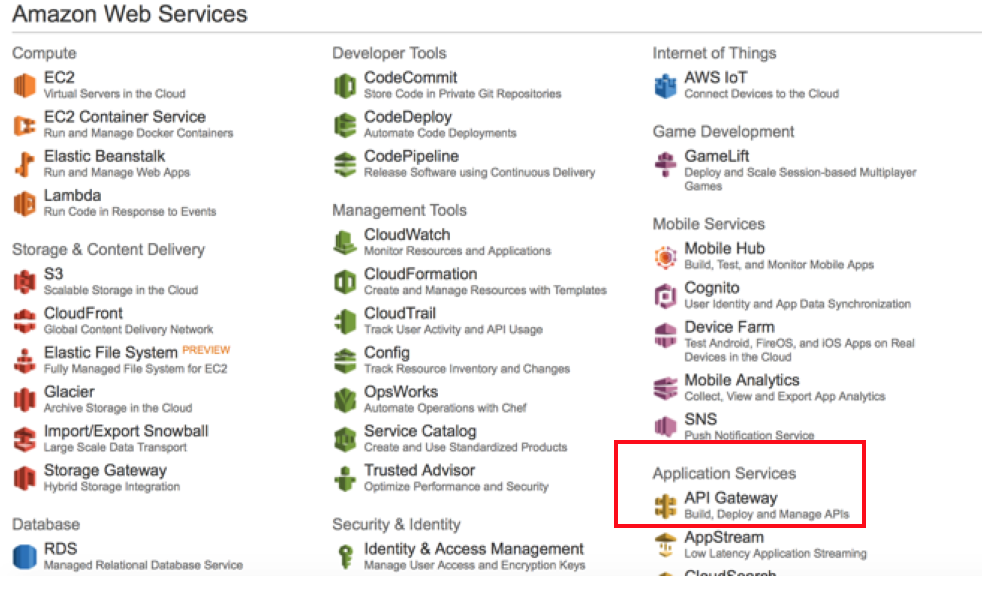 Amazon Web Services
Compute
EC2
Virtual Servers in the Cloud
EC2 Container Service
Run and Manage Docker Containers
Elastic Beanstalk
Run and Manage Web Apps
Lambda
Run Code in Response to Events
Storage & Content Delivery
S3
Scalable Storage in the Cloud
CloudFront
Global Content Delivery Network
Elastic File System PREVIEW
Fully Managed File System for EC2
Glacier
Archive Storage in the Cloud
Import/Export Snowball
Large Scale Data Transport
Storage Gateway
Hybrid Storage Integration
Database
RDS
Managed Relational Database Service
Developer Tools
CodeCommit
Store Code in Private Git Repositories
CodeDeploy
Automate Code Deployments
CodePipeline
Release Software using Continuous Delivery
Management Tools
CloudWatch
Monitor Resources and Applications
CloudFormation
Create and Manage Resources with Templates
CloudTrail
Track User Activity and API Usage
Config
Track Resource Inventory and Changes
OpsWorks
Automate Operations with Chef
Service Catalog
Create and Use Standardized Products
Trusted Advisor
Optimize Performance and Security
Security & Identity
Identity & Access Management
Manage User Access and Encryption Keys
Internet of Things
AWS IoT
Connect Devices to the Cloud
Game Development
GameLift
Deploy and Scale Session-based Multiplayer
Games
Mobile Services
Mobile Hub
Build, Test, and Monitor Mobile Apps
Cognito
User Identity and App Data Synchronization
Device Farm
Test Android, FireOS, and iOS Apps on Real
Devices in the Cloud
Mobile Analytics
Collect, View and Export App Analytics
SNS
Push Notification Service
Application Services
API Gateway
Build, Deploy and Manage APIs
AppStream
Low Latency Application Streaming
CloudSearch